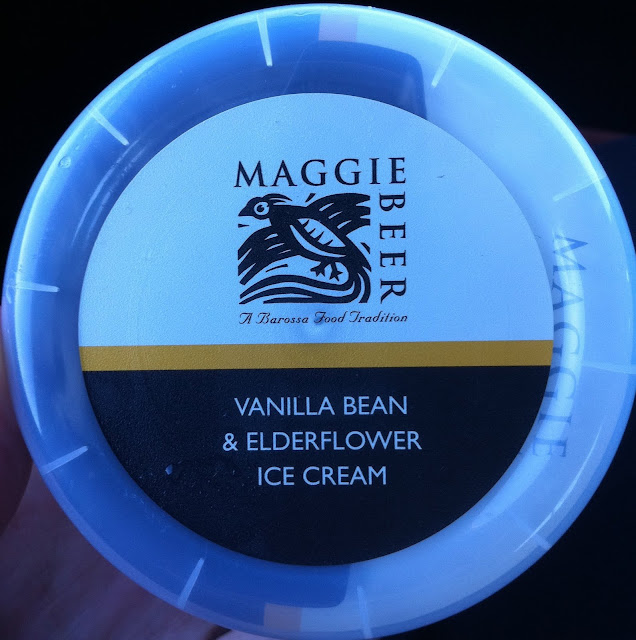 MAGGIE
BEER
A Barossa Food Tradition
VANILLA BEAN
& ELDERFLOWER
ICE CREAM
MAGGIE